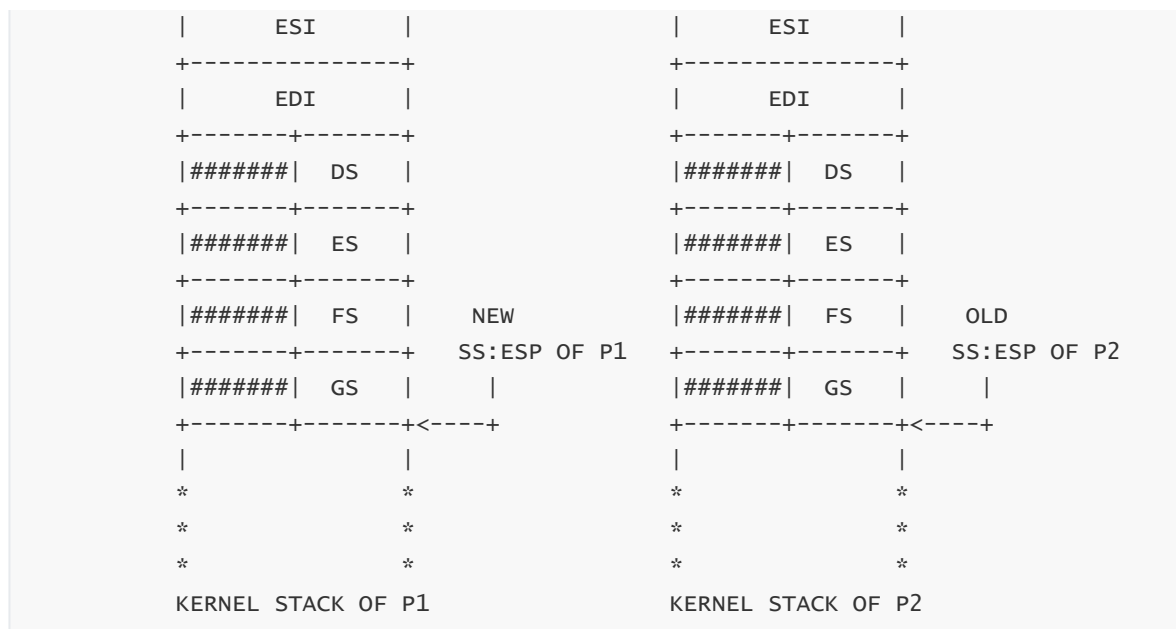 |      ESI      |                 |      ESI      |
+---------------+                 +---------------+
|      EDI      |                 |      EDI      |
+-------+-------+                 +-------+-------+
|#######|  DS   |                 |#######|  DS   |
+-------+-------+                 +-------+-------+
|#######|  ES   |                 |#######|  ES   |
+-------+-------+                 +-------+-------+
|#######|  FS   |    NEW          |#######|  FS   |    OLD
+-------+-------+   SS:ESP OF P1  +-------+-------+   SS:ESP OF P2
|#######|  GS   |     |           |#######|  GS   |     |
+-------+-------+<----+           +-------+-------+<----+
|               |                 |               |
*               *                 *               *
*               *                 *               *
*               *                 *               *
KERNEL STACK OF P1                KERNEL STACK OF P2